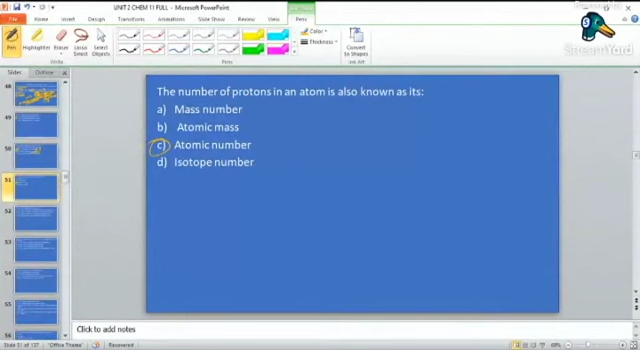 UNIT 2 CHEM 11 FULL - Microsoft PowerPoint
File Home Insert Design Transitions Animations Slide Show Review View Pens
Pen Highlighter Eraser Lasso Select Select Objects
Color
Thickness
Convert to Shapes
Write
Pens
StreamYard
Slides Outline
48
49
50
51
52
53
54
55
56
The number of protons in an atom is also known as its:
a) Mass number
b) Atomic mass
c) Atomic number
d) Isotope number
Click to add notes
Slide 51 of 137 "Office Theme" Recovered